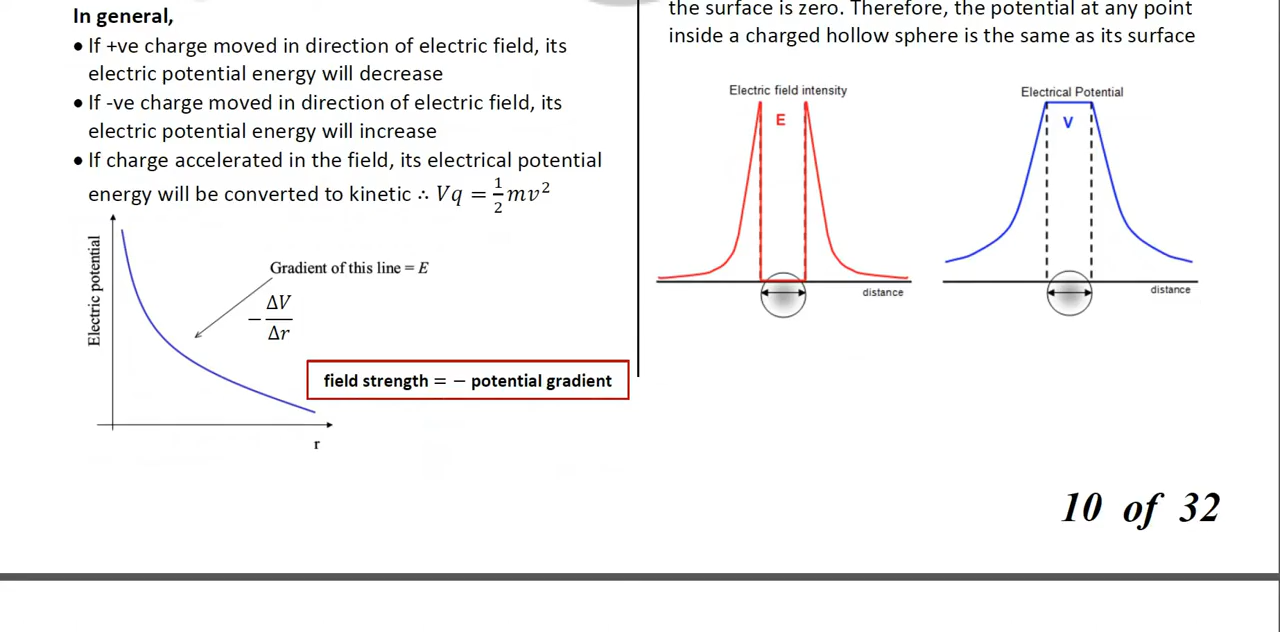 In general,
• If +ve charge moved in direction of electric field, its
electric potential energy will decrease
• If -ve charge moved in direction of electric field, its
electric potential energy will increase
• If charge accelerated in the field, its electrical potential
energy will be converted to kinetic ∴ Vq = 1/2 mv²
Electric potential
Gradient of this line = E
− ΔV/Δr
field strength = − potential gradient
r
the surface is zero. Therefore, the potential at any point
inside a charged hollow sphere is the same as its surface
Electric field intensity
E
distance
Electrical Potential
V
distance
10 of 32